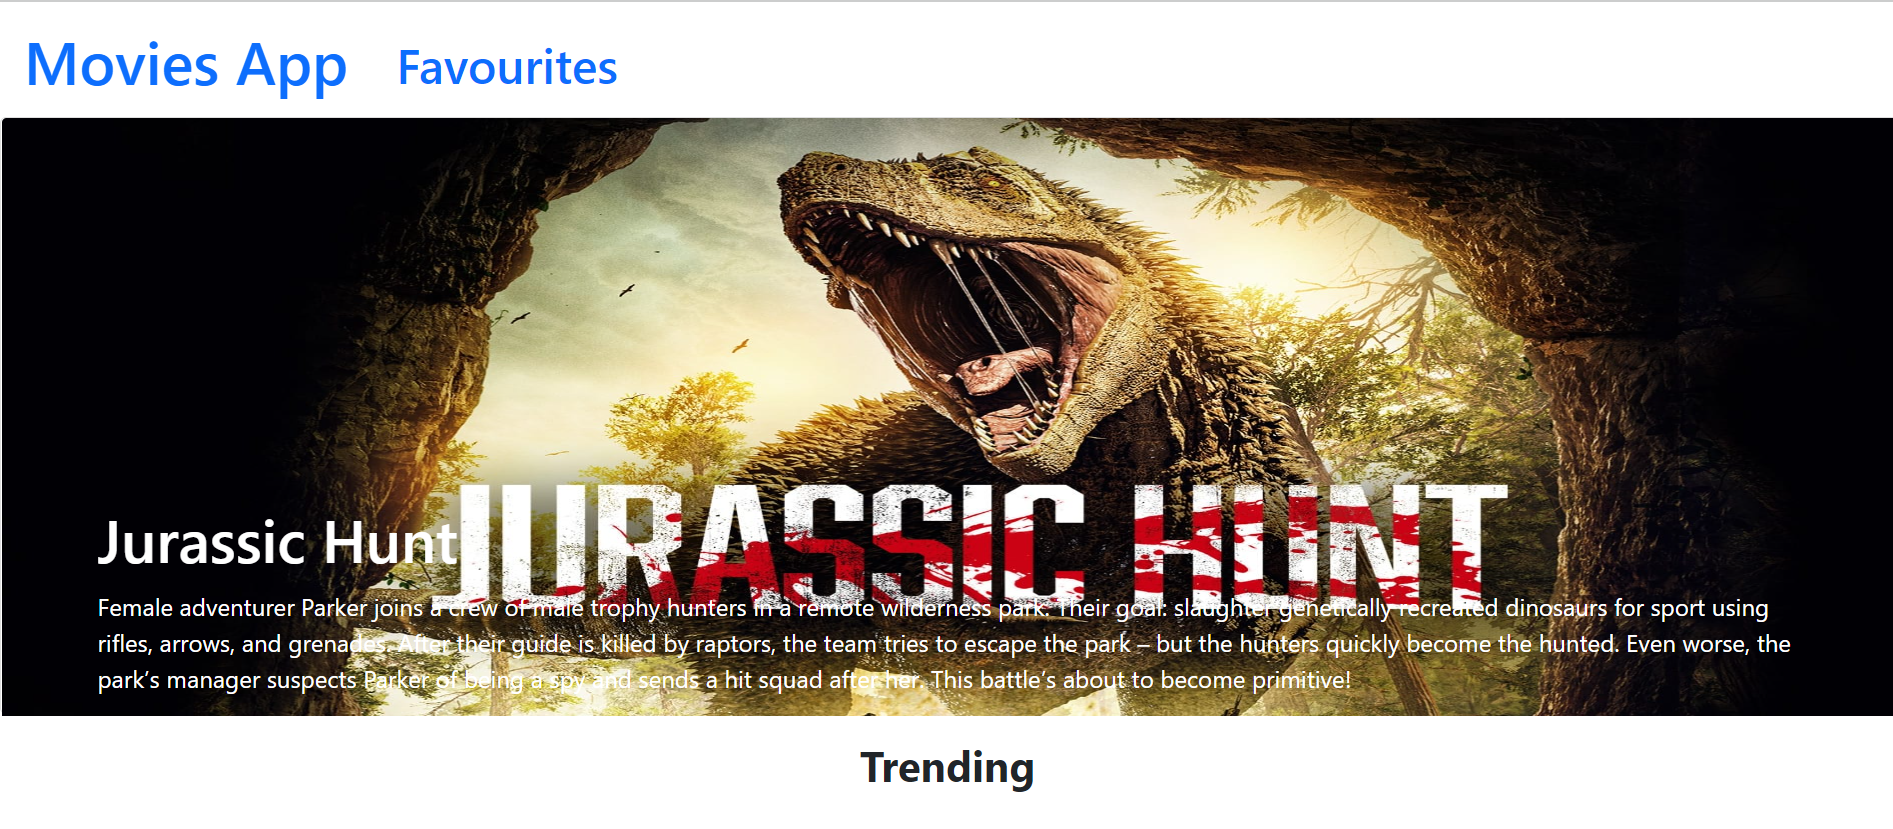 Movies App Favourites
JURASSIC HUNT
Jurassic Hunt
Female adventurer Parker joins a crew of male trophy hunters in a remote wilderness park. Their goal: slaughter genetically recreated dinosaurs for sport using
rifles, arrows, and grenades. After their guide is killed by raptors, the team tries to escape the park – but the hunters quickly become the hunted. Even worse, the
park’s manager suspects Parker of being a spy and sends a hit squad after her. This battle’s about to become primitive!
Trending